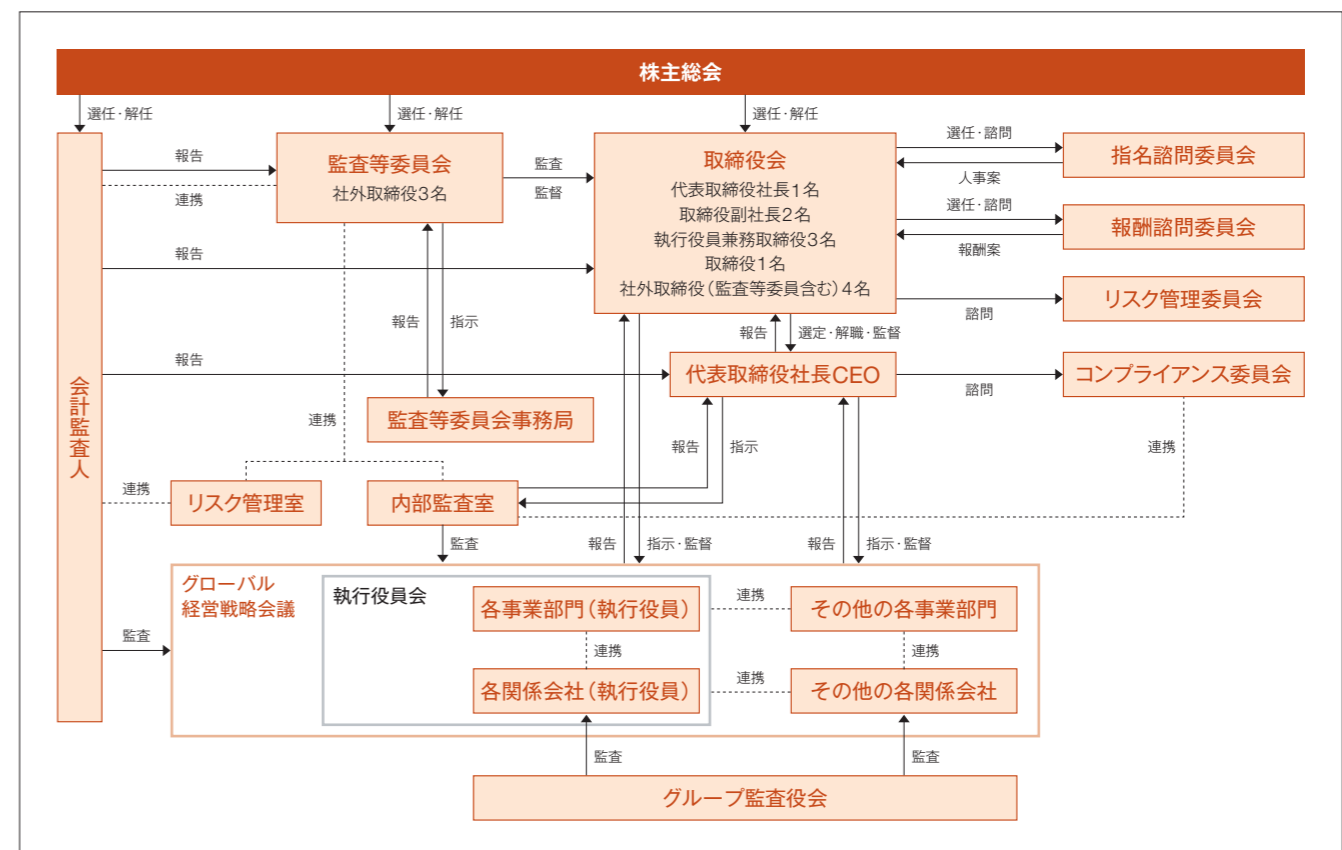 株主総会
選任・解任
選任・解任
選任・解任
会計監査人
報告
連携
監査等委員会
社外取締役3名
監査
監督
取締役会
代表取締役社長1名
取締役副社長2名
執行役員兼務取締役3名
取締役1名
社外取締役（監査等委員含む）4名
選任・諮問
人事案
指名諮問委員会
選任・諮問
報酬案
報酬諮問委員会
諮問
リスク管理委員会
報告
報告
指示
報告
選定・解職・監督
報告
代表取締役社長CEO
諮問
コンプライアンス委員会
監査等委員会事務局
連携
報告
指示
連携
連携
リスク管理室
内部監査室
監査
報告
指示・監督
報告
指示・監督
監査
グローバル
経営戦略会議
執行役員会
各事業部門（執行役員）
連携
その他の各事業部門
連携
連携
各関係会社（執行役員）
連携
その他の各関係会社
監査
監査
グループ監査役会